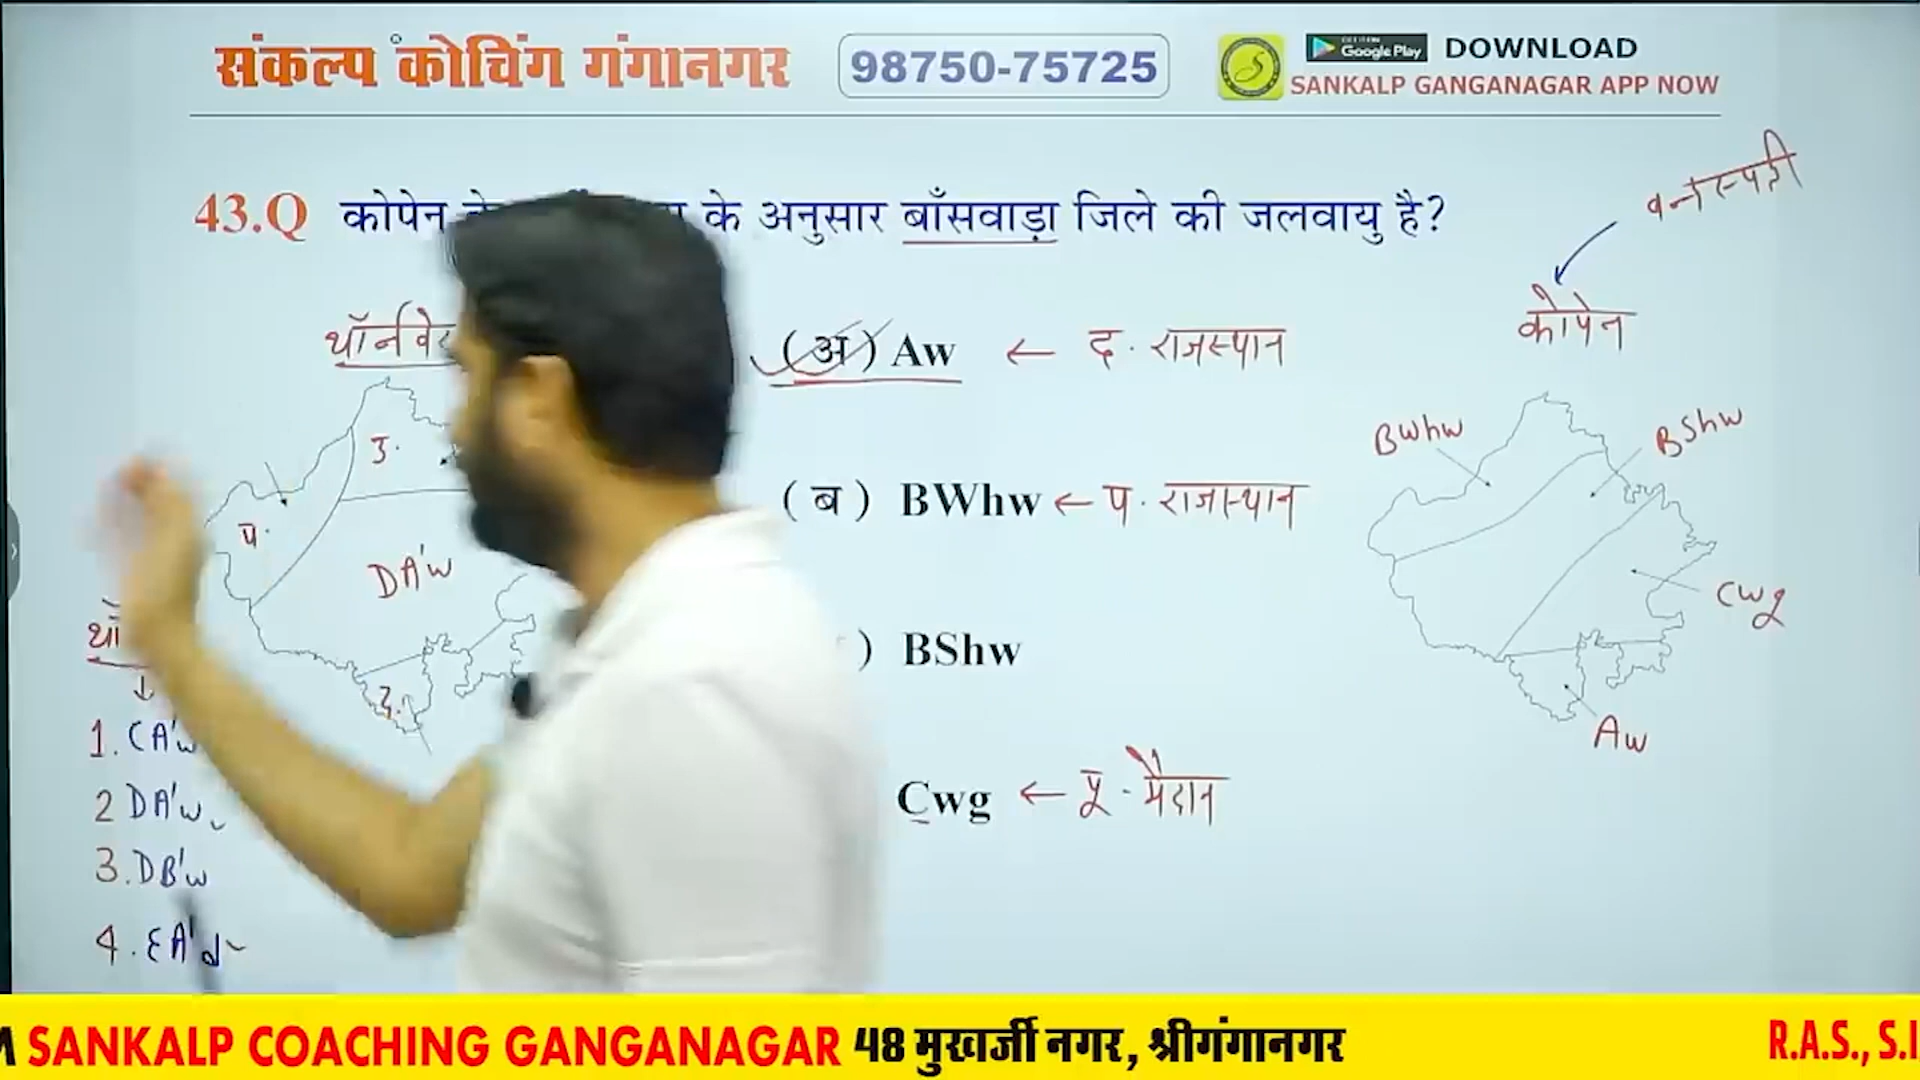 संकल्प कोचिंग गंगानगर
98750-75725
Google Play
DOWNLOAD
SANKALP GANGANAGAR APP NOW
वनस्पति
43.Q कोपेन के अनुसार बाँसवाड़ा जिले की जलवायु है?
कोपेन
(अ) Aw ← द. राजस्थान
BWhw
BShw
उ.
(ब) BWhw ← प. राजस्थान
प.
DA'w
Cwg
) BShw
द.
Aw
1. CA'w
Cwg ← पू. मैदान
2 DA'w
3. DB'w
4. EA'd
SANKALP COACHING GANGANAGAR 48 मुखर्जी नगर, श्रीगंगानगर
R.A.S., S.I